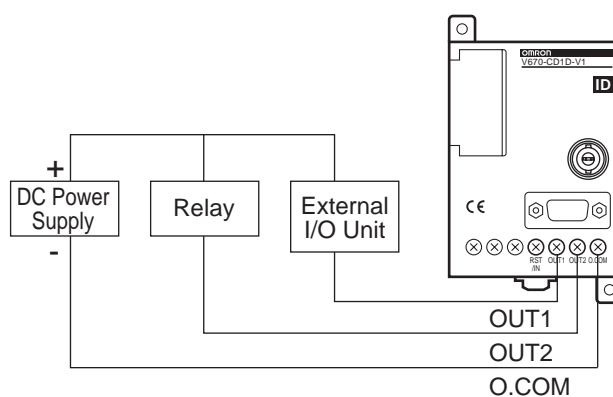 OMRON
V670-CD1D-V1
ID
+
DC Power
Supply
-
Relay
External
I/O Unit
CE
RST
/IN
OUT1
OUT2
O.COM
OUT1
OUT2
O.COM